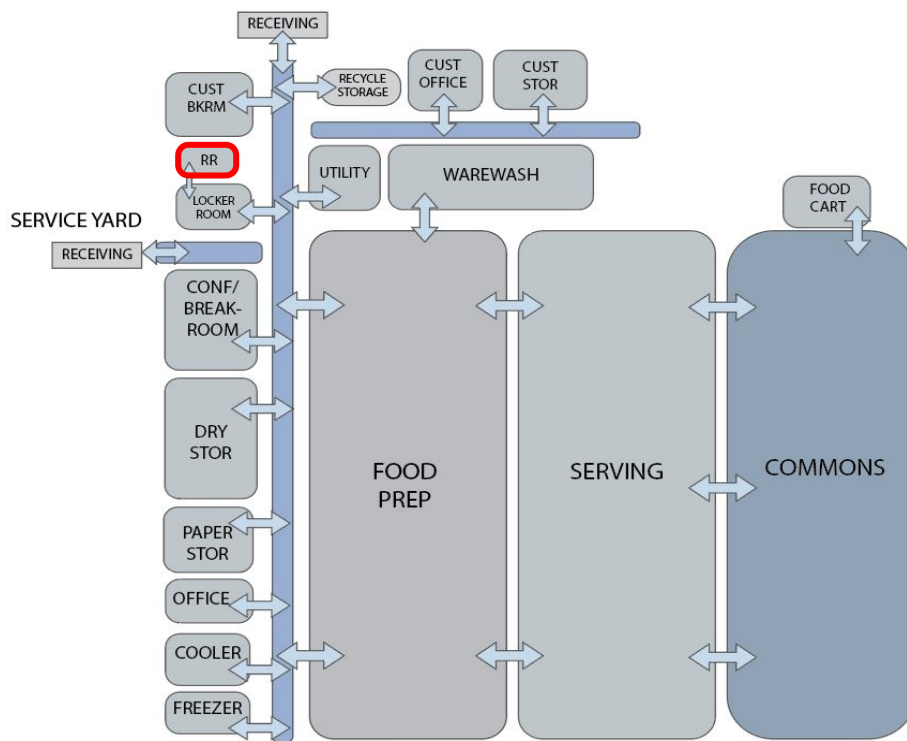 RECEIVING
CUST
BKRM
RECYCLE
STORAGE
CUST
OFFICE
CUST
STOR
RR
LOCKER
ROOM
UTILITY
WAREWASH
FOOD
CART
SERVICE YARD
RECEIVING
CONF/
BREAK-
ROOM
DRY
STOR
FOOD
PREP
SERVING
COMMONS
PAPER
STOR
OFFICE
COOLER
FREEZER